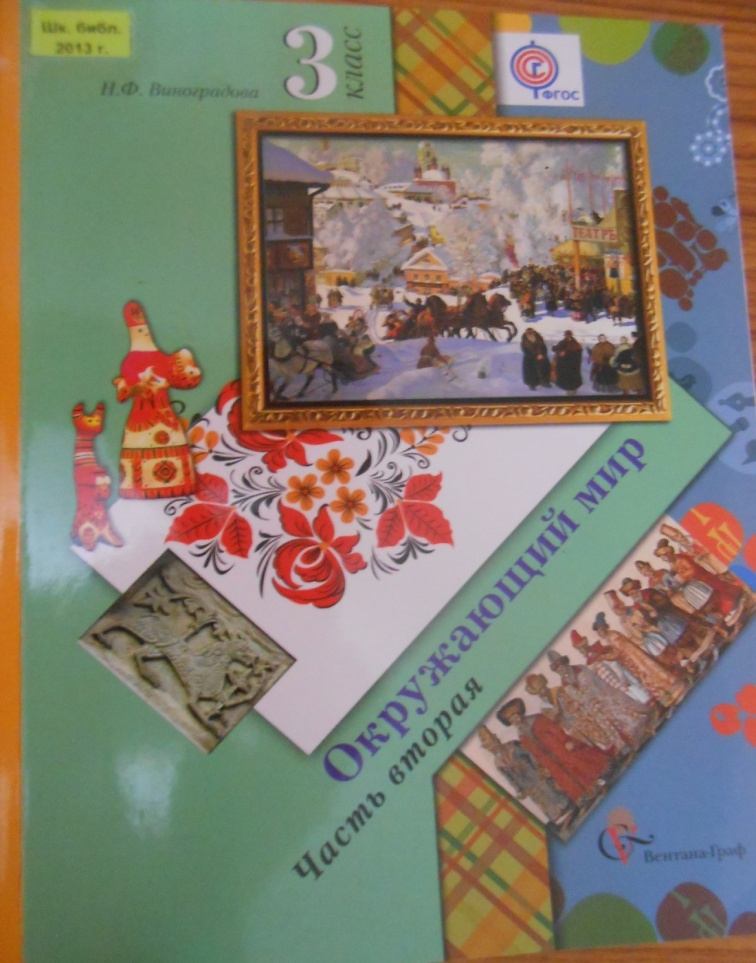 Шк. библ.
2013 г.
Н.Ф. Виноградова
3
класс
ФГОС
ТЕАТРЪ
Окружающий мир
Часть вторая
Вентана-Граф